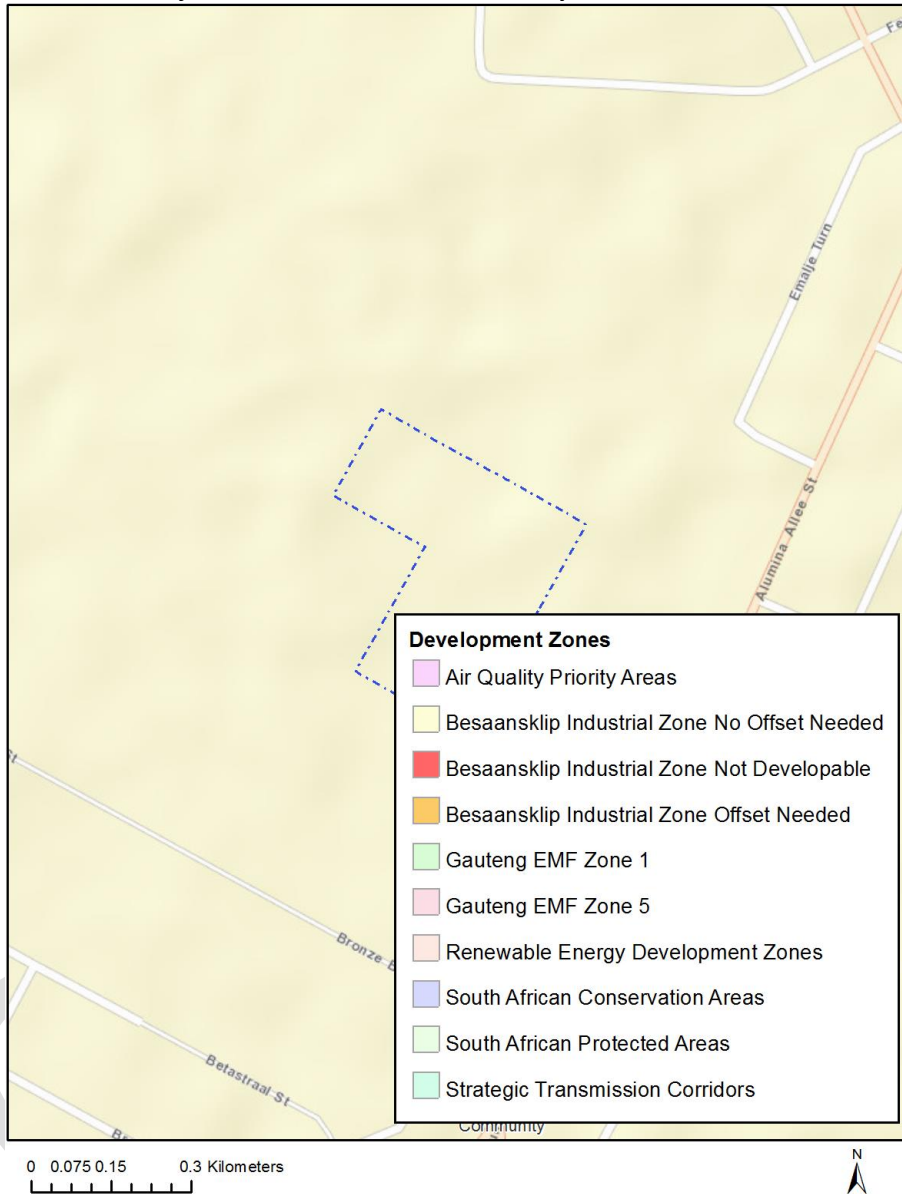 Emalje Turn
Alumina Allee St
Development Zones
Air Quality Priority Areas
Besaansklip Industrial Zone No Offset Needed
Besaansklip Industrial Zone Not Developable
Besaansklip Industrial Zone Offset Needed
Gauteng EMF Zone 1
Gauteng EMF Zone 5
Renewable Energy Development Zones
South African Conservation Areas
South African Protected Areas
Strategic Transmission Corridors
St
Bronze
Betastraal St
Community
0 0.075 0.15 0.3 Kilometers
N